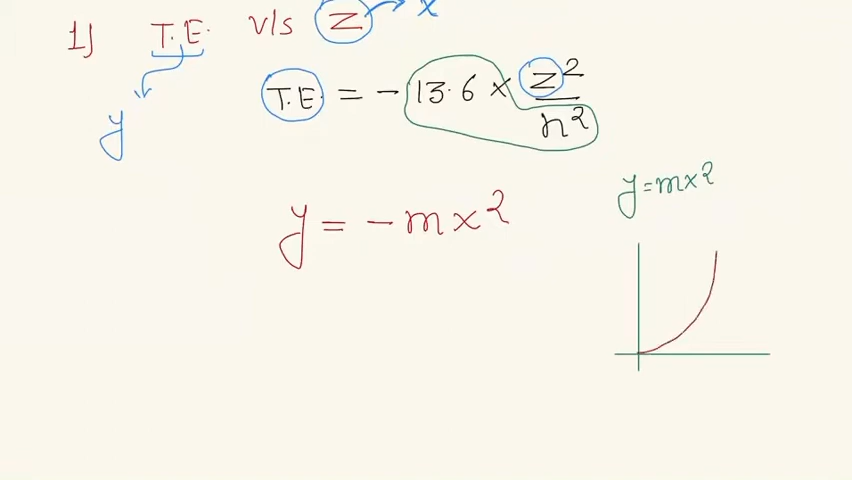 1) T.E. v/s Z x
T.E. = - 13.6 × Z²/n²
y
y = mx²
y = - mx²